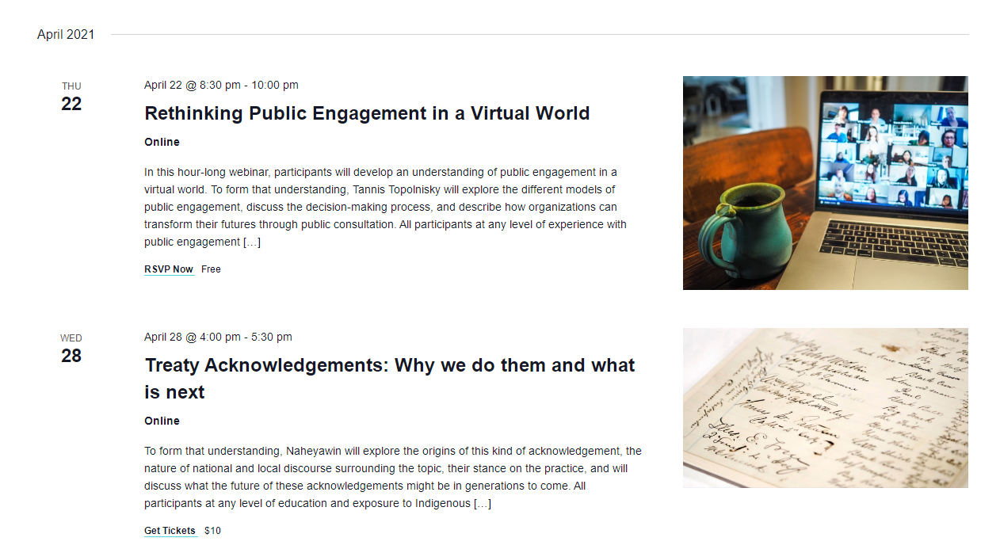 April 2021
THU
22
April 22 @ 8:30 pm - 10:00 pm
Rethinking Public Engagement in a Virtual World
Online
In this hour-long webinar, participants will develop an understanding of public engagement in a
virtual world. To form that understanding, Tannis Topolnisky will explore the different models of
public engagement, discuss the decision-making process, and describe how organizations can
transform their futures through public consultation. All participants at any level of experience with
public engagement […]
RSVP Now Free
WED
28
April 28 @ 4:00 pm - 5:30 pm
Treaty Acknowledgements: Why we do them and what
is next
Online
To form that understanding, Naheyawin will explore the origins of this kind of acknowledgement, the
nature of national and local discourse surrounding the topic, their stance on the practice, and will
discuss what the future of these acknowledgements might be in generations to come. All
participants at any level of education and exposure to Indigenous […]
Get Tickets $10